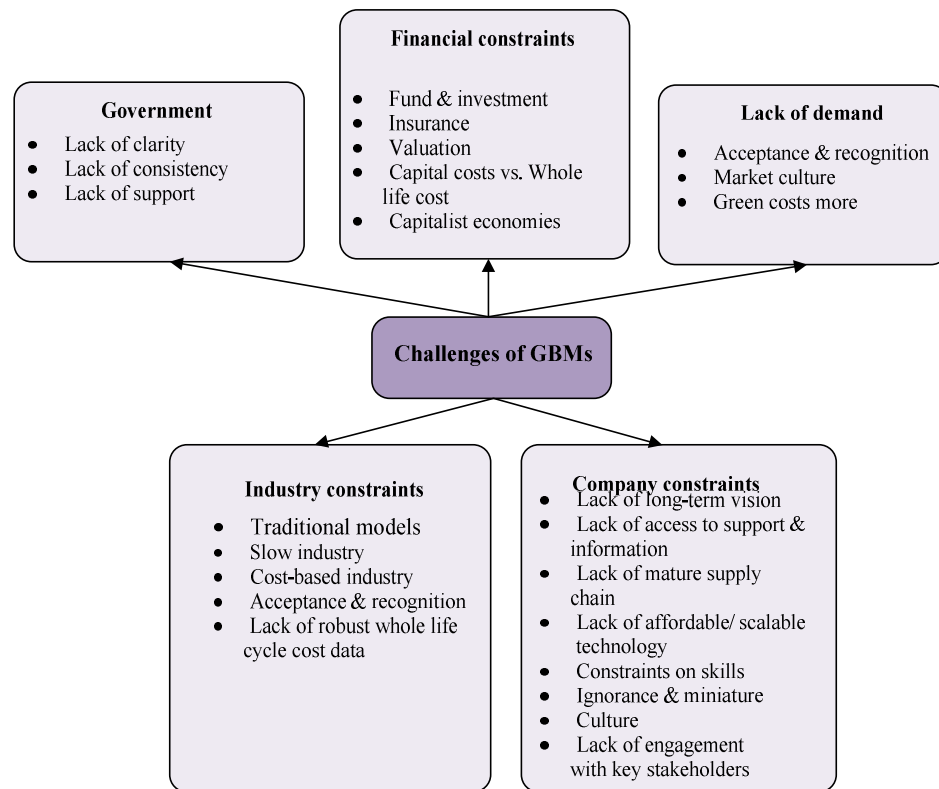 Financial constraints
• Fund & investment
• Insurance
• Valuation
• Capital costs vs. Whole
life cost
• Capitalist economies
Government
• Lack of clarity
• Lack of consistency
• Lack of support
Lack of demand
• Acceptance & recognition
• Market culture
• Green costs more
Challenges of GBMs
Industry constraints
• Traditional models
• Slow industry
• Cost-based industry
• Acceptance & recognition
• Lack of robust whole life
cycle cost data
Company constraints
• Lack of long-term vision
• Lack of access to support &
information
• Lack of mature supply
chain
• Lack of affordable/ scalable
technology
• Constraints on skills
• Ignorance & miniature
• Culture
• Lack of engagement
with key stakeholders